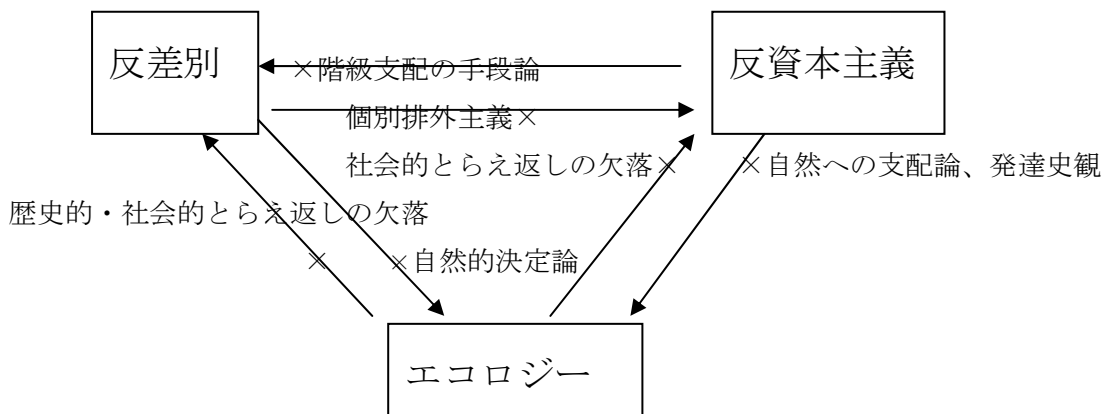 反差別
反資本主義
×階級支配の手段論
個別排外主義×
社会的とらえ返しの欠落×
×自然への支配論、発達史観
歴史的・社会的とらえ返しの欠落
×
×自然的決定論
エコロジー